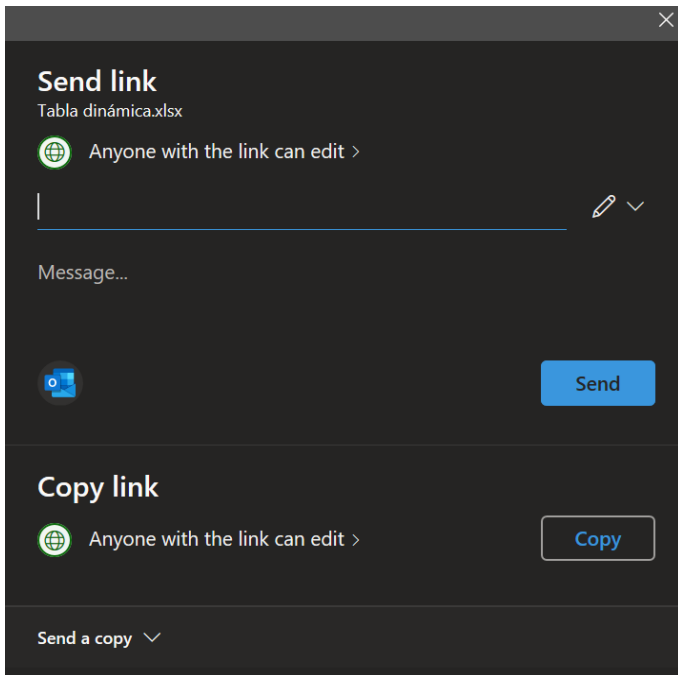 Send link
Tabla dinámica.xlsx
Anyone with the link can edit >
Message...
Send
Copy link
Anyone with the link can edit >
Copy
Send a copy